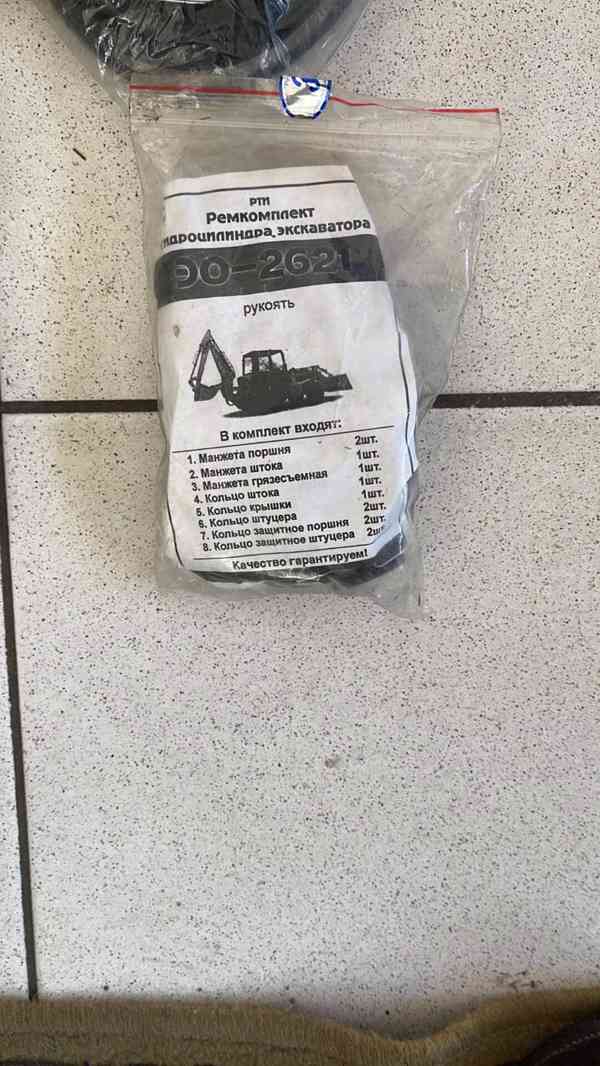 РТИ
Ремкомплект
гидроцилиндра экскаватора
ЭО-2621
рукоять
В комплект входят:
1. Манжета поршня 2шт.
2. Манжета штока 1шт.
3. Манжета грязесъемная 1шт.
4. Кольцо штока 1шт.
5. Кольцо крышки 1шт.
6. Кольцо штуцера 2шт.
7. Кольцо защитное поршня 2шт.
8. Кольцо защитное штуцера 2шт
Качество гарантируем!